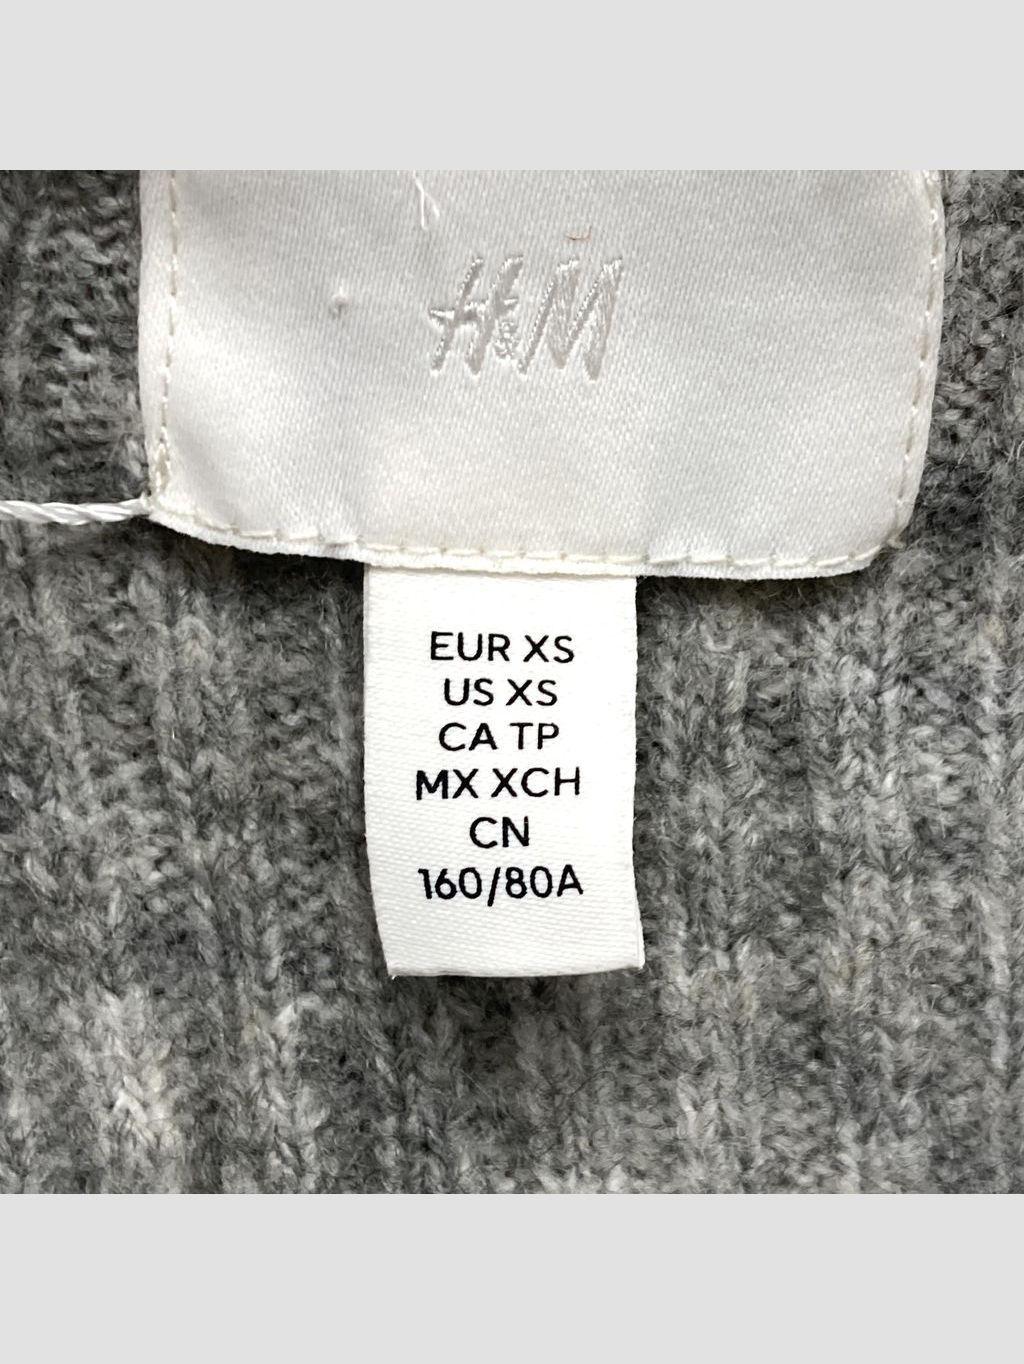 H&M
EUR XS
US XS
CA TP
MX XCH
CN
160/80A